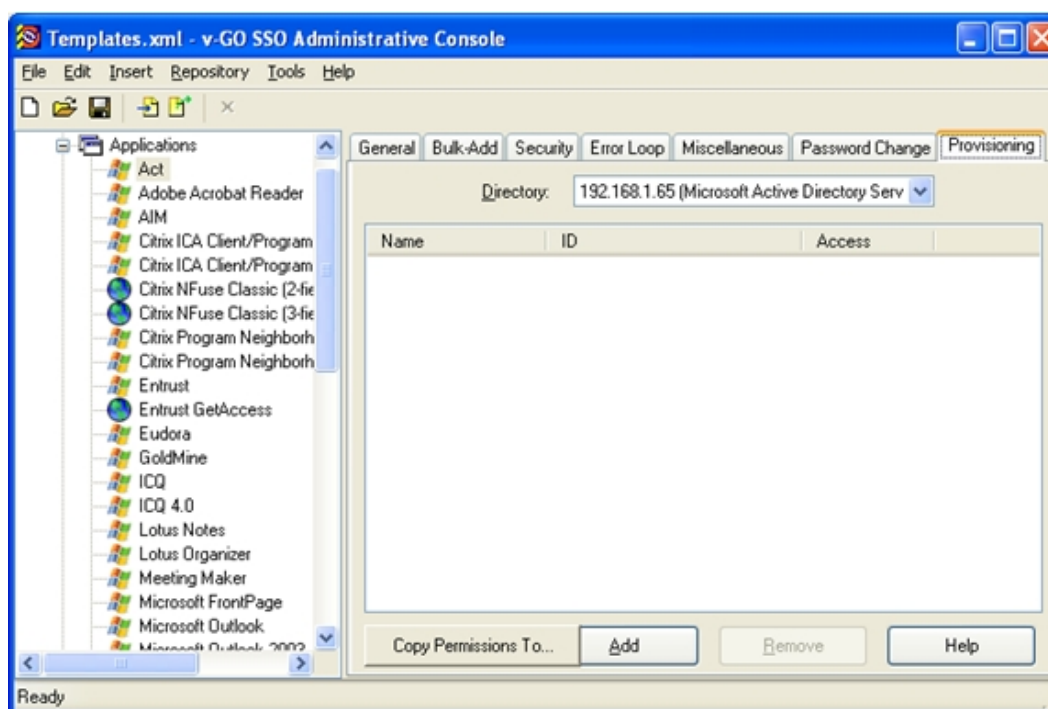 Templates.xml - v-GO SSO Administrative Console
File Edit Insert Repository Tools Help
Applications
Act
Adobe Acrobat Reader
AIM
Citrix ICA Client/Program
Citrix ICA Client/Program
Citrix NFuse Classic (2-fie
Citrix NFuse Classic (3-fie
Citrix Program Neighborh
Citrix Program Neighborh
Entrust
Entrust GetAccess
Eudora
GoldMine
ICQ
ICQ 4.0
Lotus Notes
Lotus Organizer
Meeting Maker
Microsoft FrontPage
Microsoft Outlook
Microsoft Outlook 2003
General Bulk-Add Security Error Loop Miscellaneous Password Change Provisioning
Directory: 192.168.1.65 (Microsoft Active Directory Serv
Name ID Access
Copy Permissions To... Add Remove Help
Ready